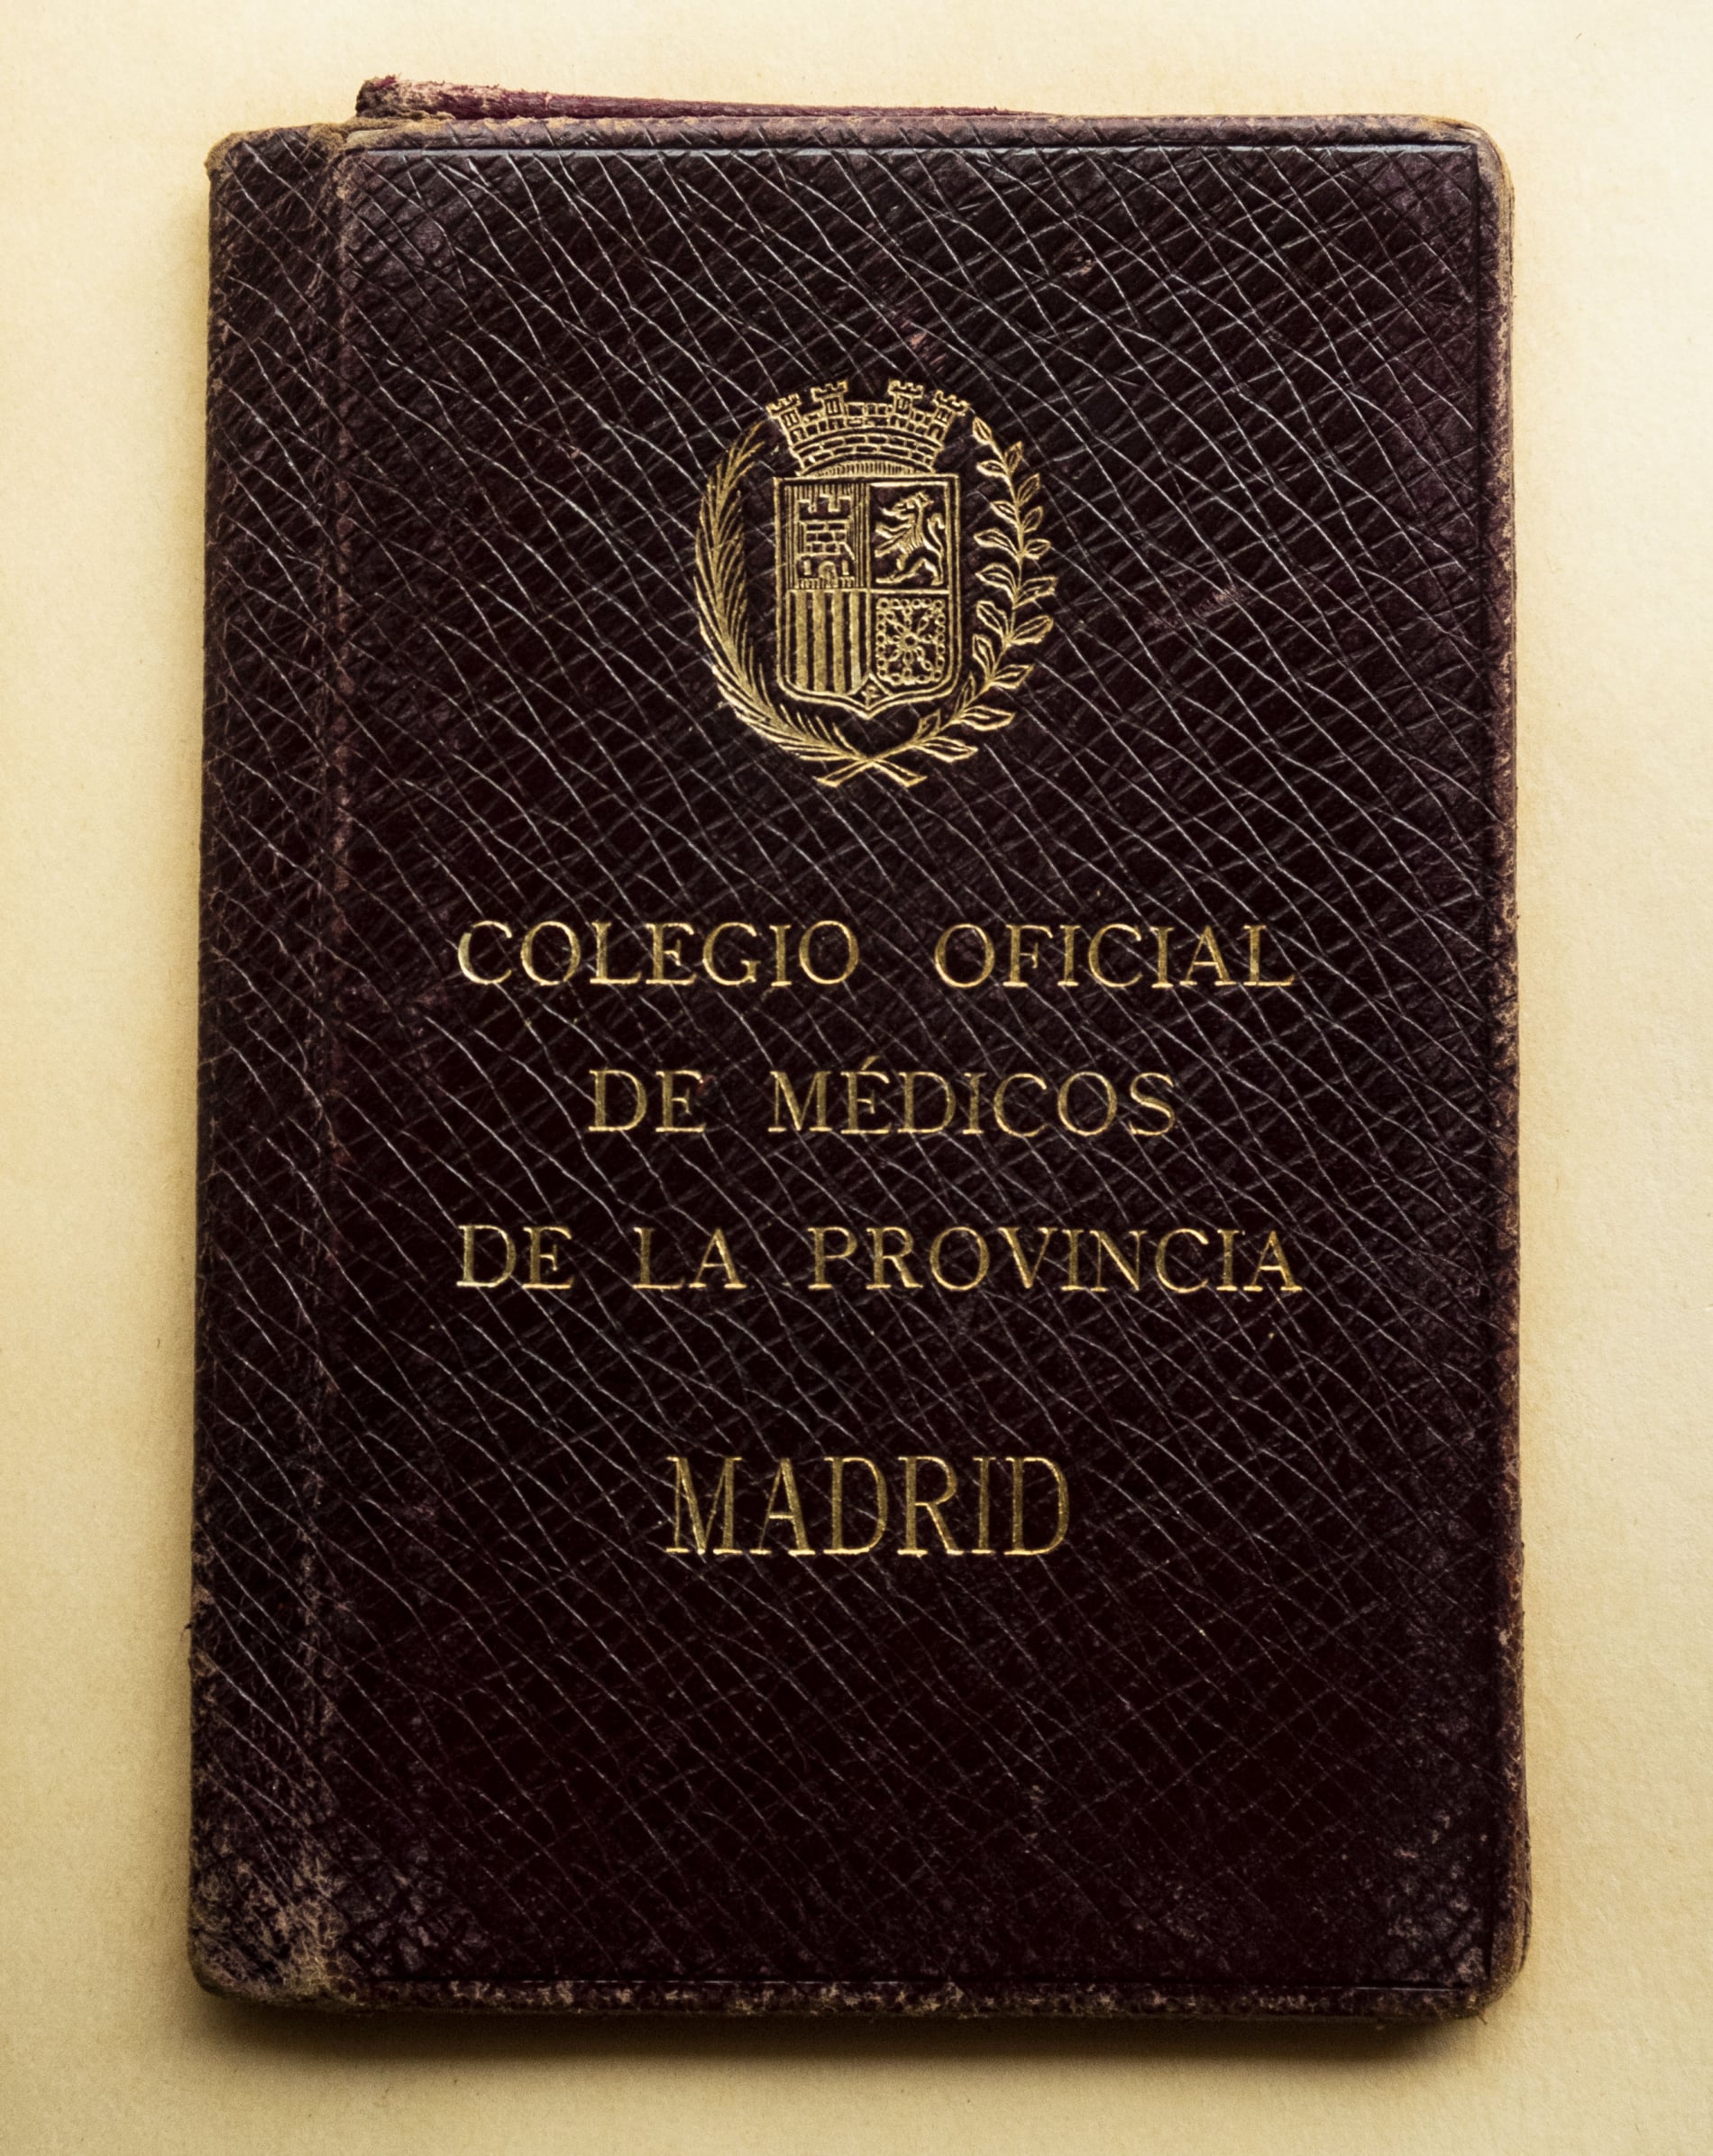 COLEGIO OFICIAL
DE MÉDICOS
DE LA PROVINCIA
MADRID